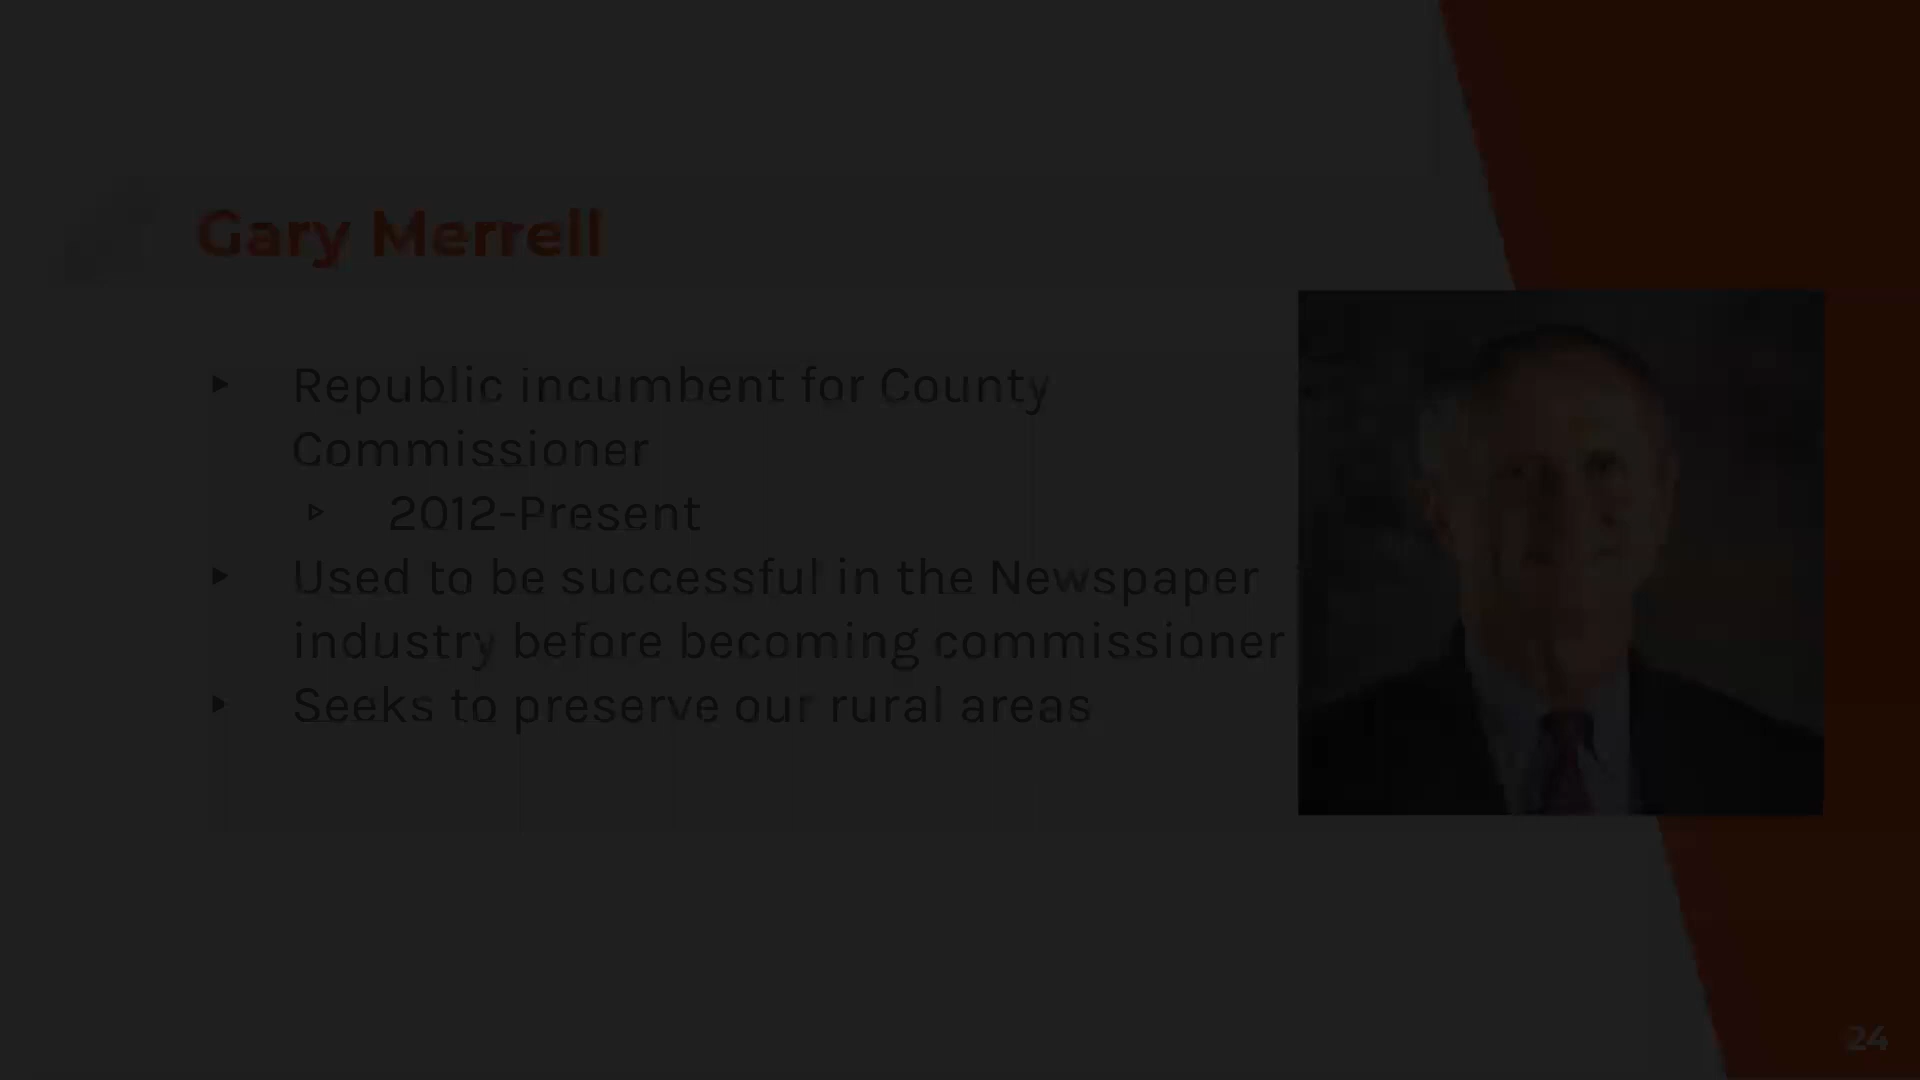 Gary Merrell
▸ Republic incumbent for County
Commissioner
▹ 2012-Present
▸ Used to be successful in the Newspaper
industry before becoming commissioner
▸ Seeks to preserve our rural areas
24